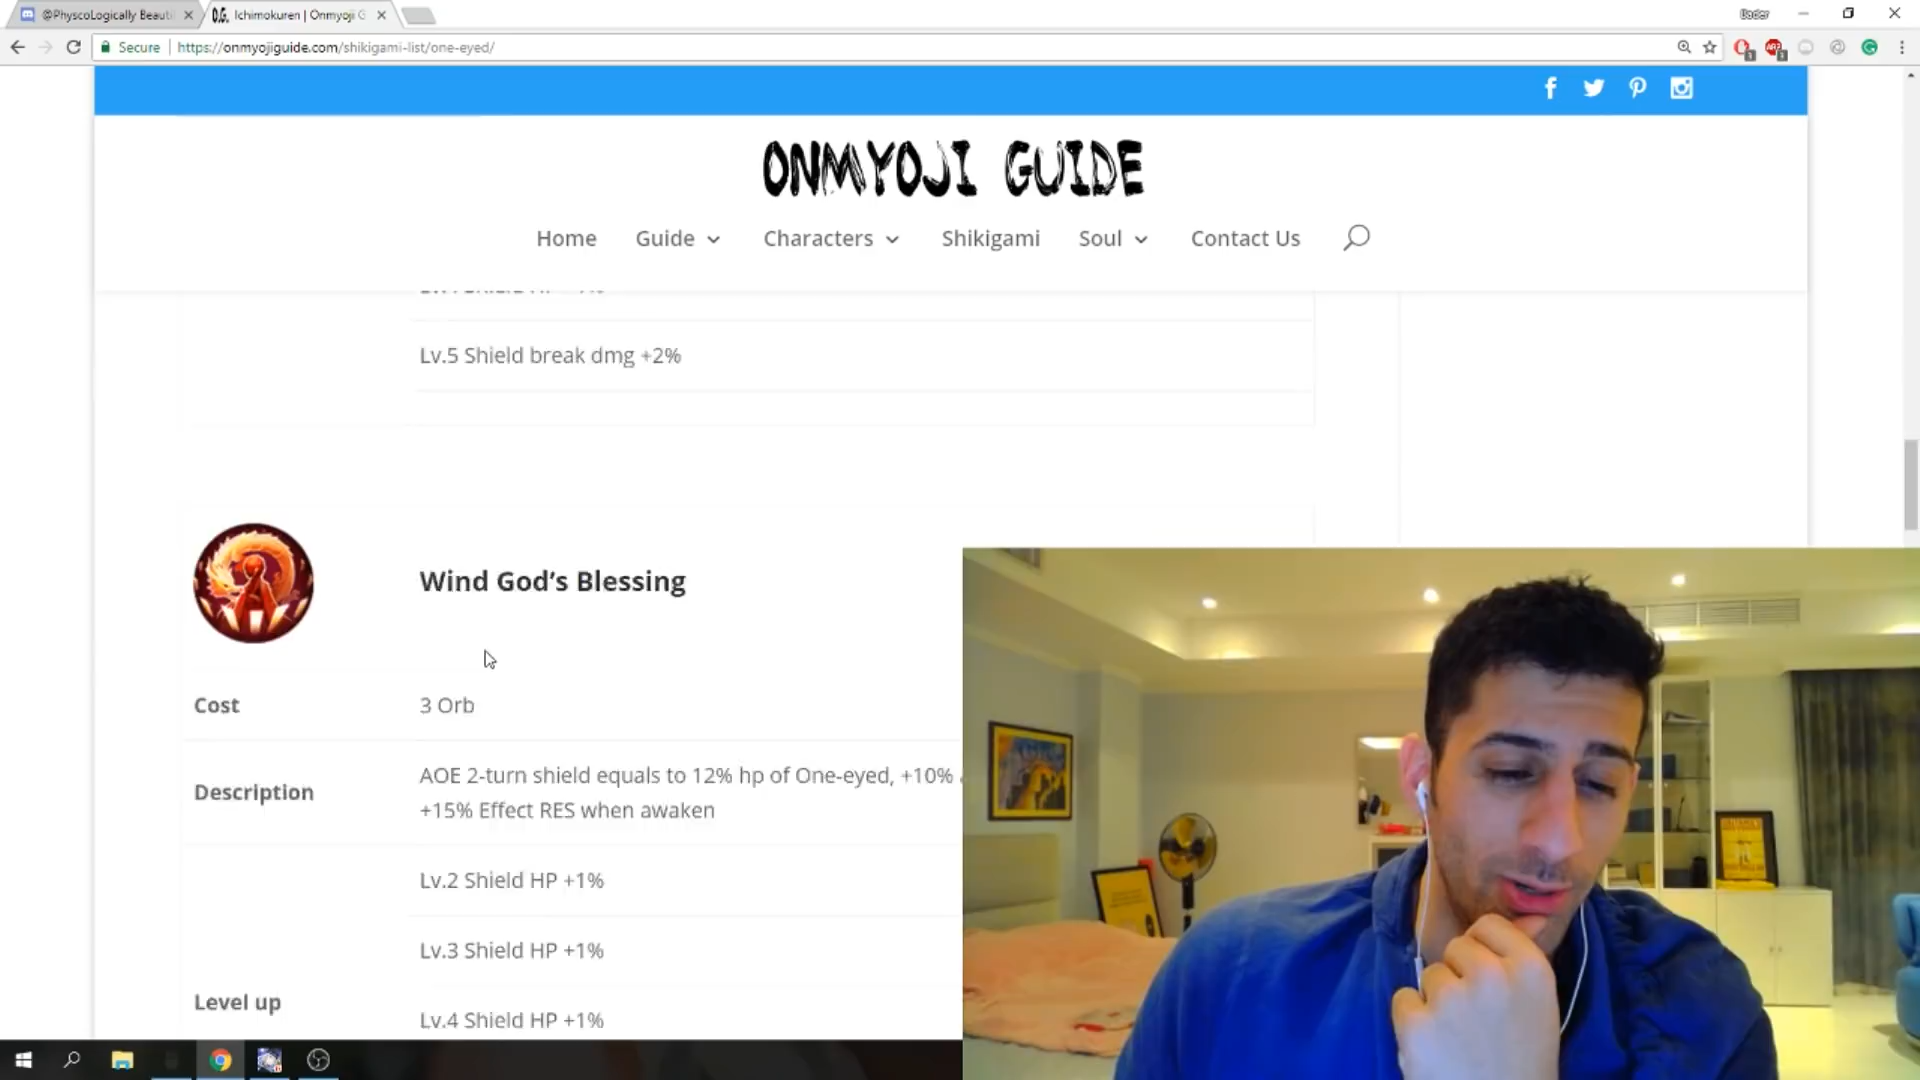 @PhyscoLogically Beauti
Ichimokuren | Onmyoji G
Bader
Secure
https://onmyojiguide.com/shikigami-list/one-eyed/
ONMYOJI GUIDE
Home
Guide
Characters
Shikigami
Soul
Contact Us
Lv.5 Shield break dmg +2%
Wind God's Blessing
Cost
3 Orb
Description
AOE 2-turn shield equals to 12% hp of One-eyed, +10%
+15% Effect RES when awaken
Lv.2 Shield HP +1%
Lv.3 Shield HP +1%
Level up
Lv.4 Shield HP +1%